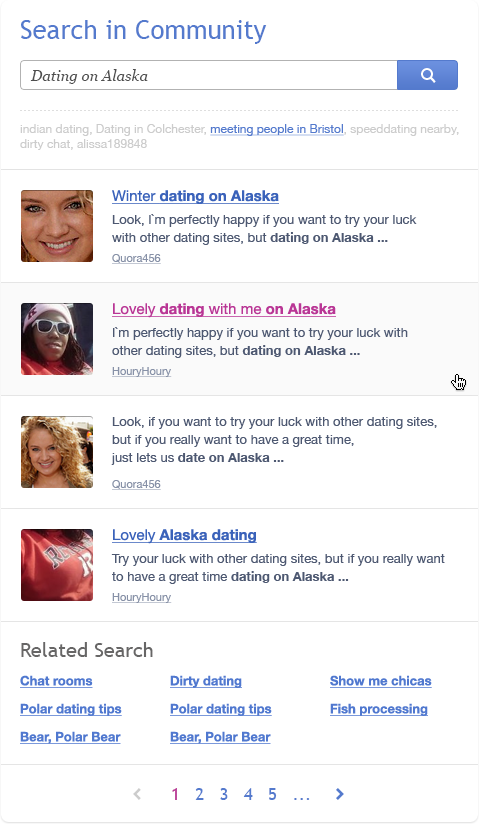 Search in Community
Dating on Alaska
indian dating, Dating in Colchester, meeting people in Bristol, speeddating nearby,
dirty chat, alissa189848
Winter dating on Alaska
Look, I`m perfectly happy if you want to try your luck
with other dating sites, but dating on Alaska ...
Quora456
Lovely dating with me on Alaska
I`m perfectly happy if you want to try your luck with
other dating sites, but dating on Alaska ...
HouryHoury
Look, if you want to try your luck with other dating sites,
but if you really want to have a great time,
just lets us date on Alaska ...
Quora456
Lovely Alaska dating
Try your luck with other dating sites, but if you really want
to have a great time dating on Alaska ...
HouryHoury
Related Search
Chat rooms Dirty dating Show me chicas
Polar dating tips Polar dating tips Fish processing
Bear, Polar Bear Bear, Polar Bear
1 2 3 4 5 ...